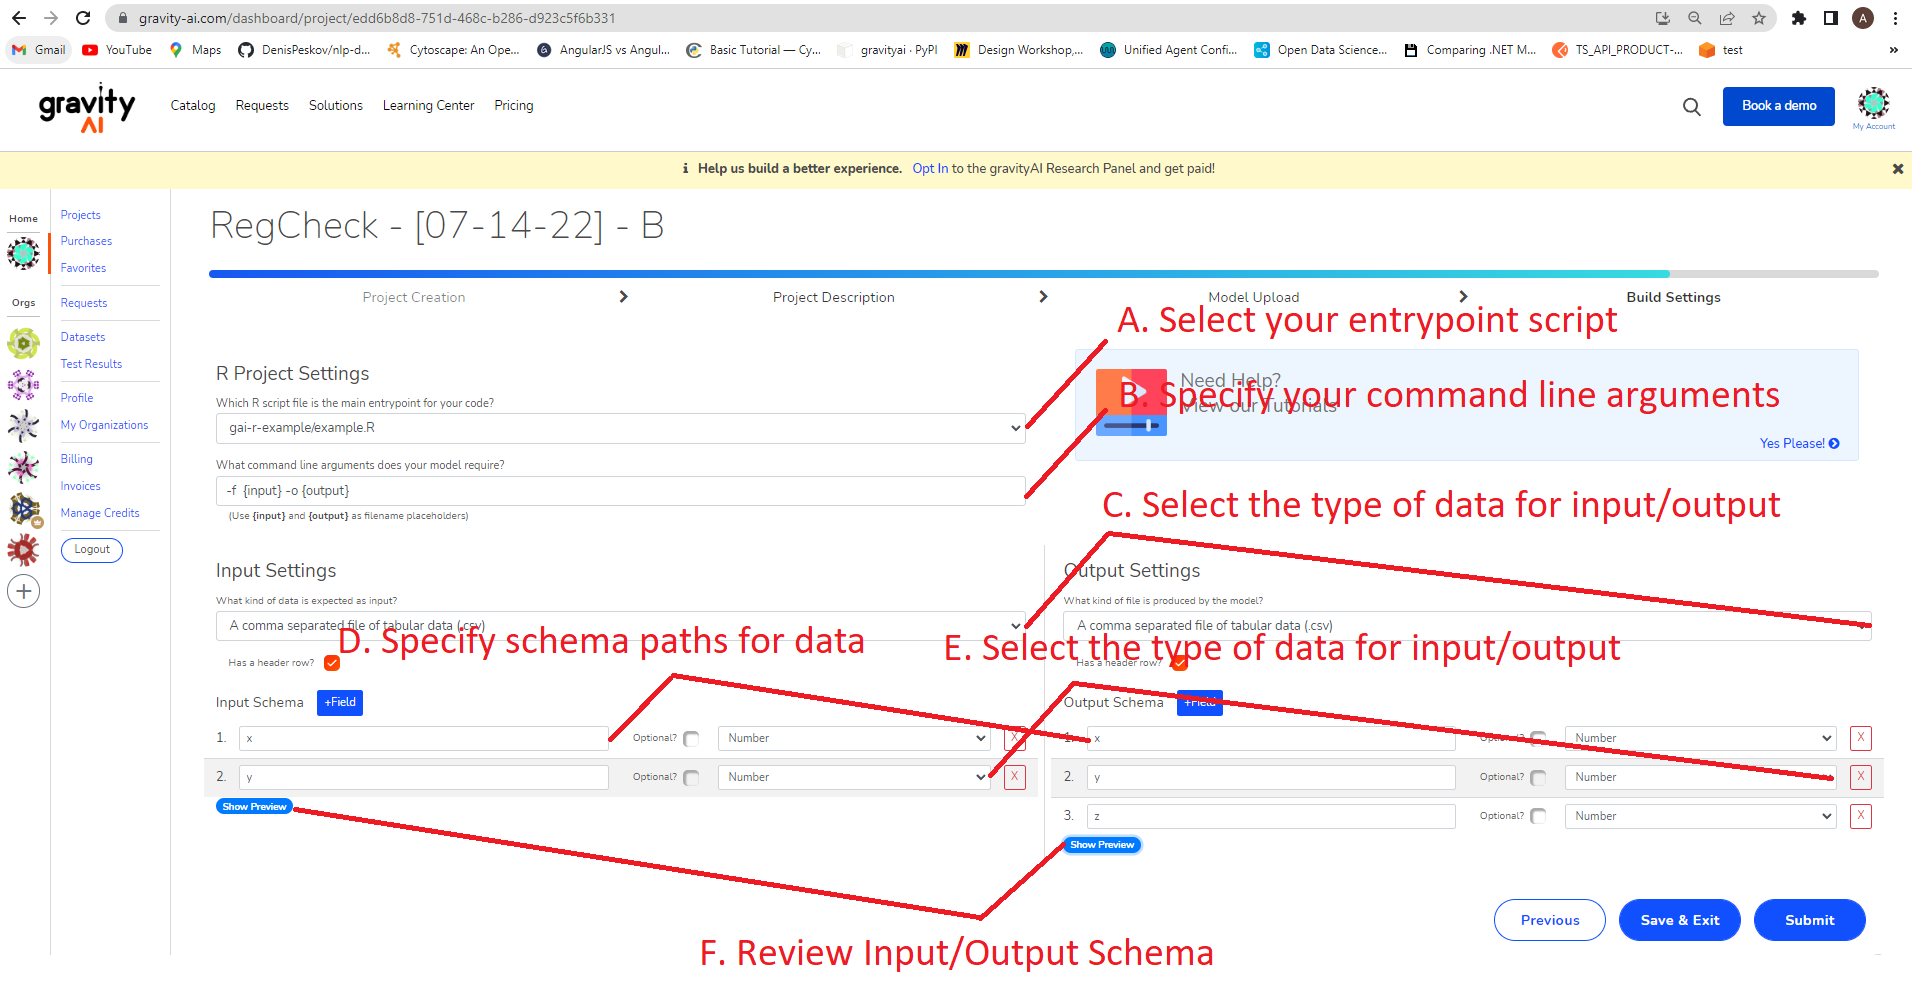 gravity-ai.com/dashboard/project/edd6b8d8-751d-468c-b286-d923c5f6b331
A
Gmail
YouTube
Maps
DenisPeskov/nlp-d...
Cytoscape: An Ope...
AngularJS vs Angul...
Basic Tutorial — Cy...
gravityai · PyPI
Design Workshop,...
Unified Agent Confi...
Open Data Science...
Comparing .NET M...
TS_API_PRODUCT-...
test
»
gravity
AI
Catalog
Requests
Solutions
Learning Center
Pricing
Book a demo
My Account
Help us build a better experience. Opt In to the gravityAI Research Panel and get paid!
Home
Orgs
Projects
Purchases
Favorites
Requests
Datasets
Test Results
Profile
My Organizations
Billing
Invoices
Manage Credits
Logout
RegCheck - [07-14-22] - B
Project Creation
Project Description
Model Upload
Build Settings
A. Select your entrypoint script
R Project Settings
Which R script file is the main entrypoint for your code?
gai-r-example/example.R
Need Help?
View our Tutorials
Yes Please!
B. Specify your command line arguments
What command line arguments does your model require?
-f {input} -o {output}
(Use {input} and {output} as filename placeholders)
C. Select the type of data for input/output
Input Settings
What kind of data is expected as input?
A comma separated file of tabular data (.csv)
D. Specify schema paths for data
Has a header row?
Input Schema
+Field
1. x Optional? Number X
2. y Optional? Number X
Show Preview
Output Settings
What kind of file is produced by the model?
A comma separated file of tabular data (.csv)
E. Select the type of data for input/output
Has a header row?
Output Schema
+Field
1. x Optional? Number X
2. y Optional? Number X
3. z Optional? Number X
Show Preview
Previous
Save & Exit
Submit
F. Review Input/Output Schema